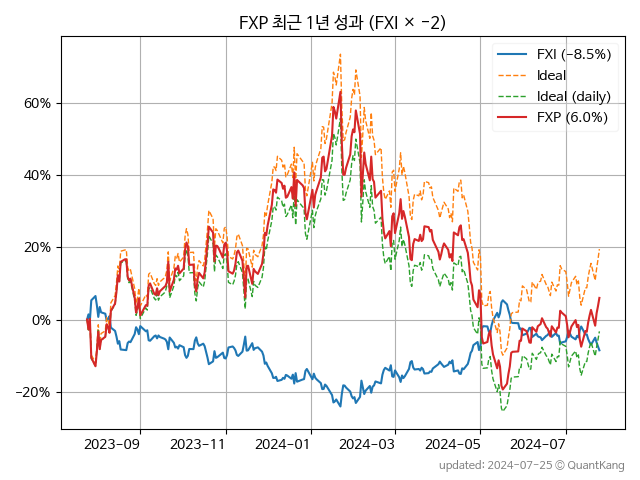 FXP 최근 1년 성과 (FXI × −2)
FXI (−8.5%)
Ideal
Ideal (daily)
FXP (6.0%)
60%
40%
20%
0%
−20%
2023−09
2023−11
2024−01
2024−03
2024−05
2024−07
updated: 2024−07−25 © QuantKang